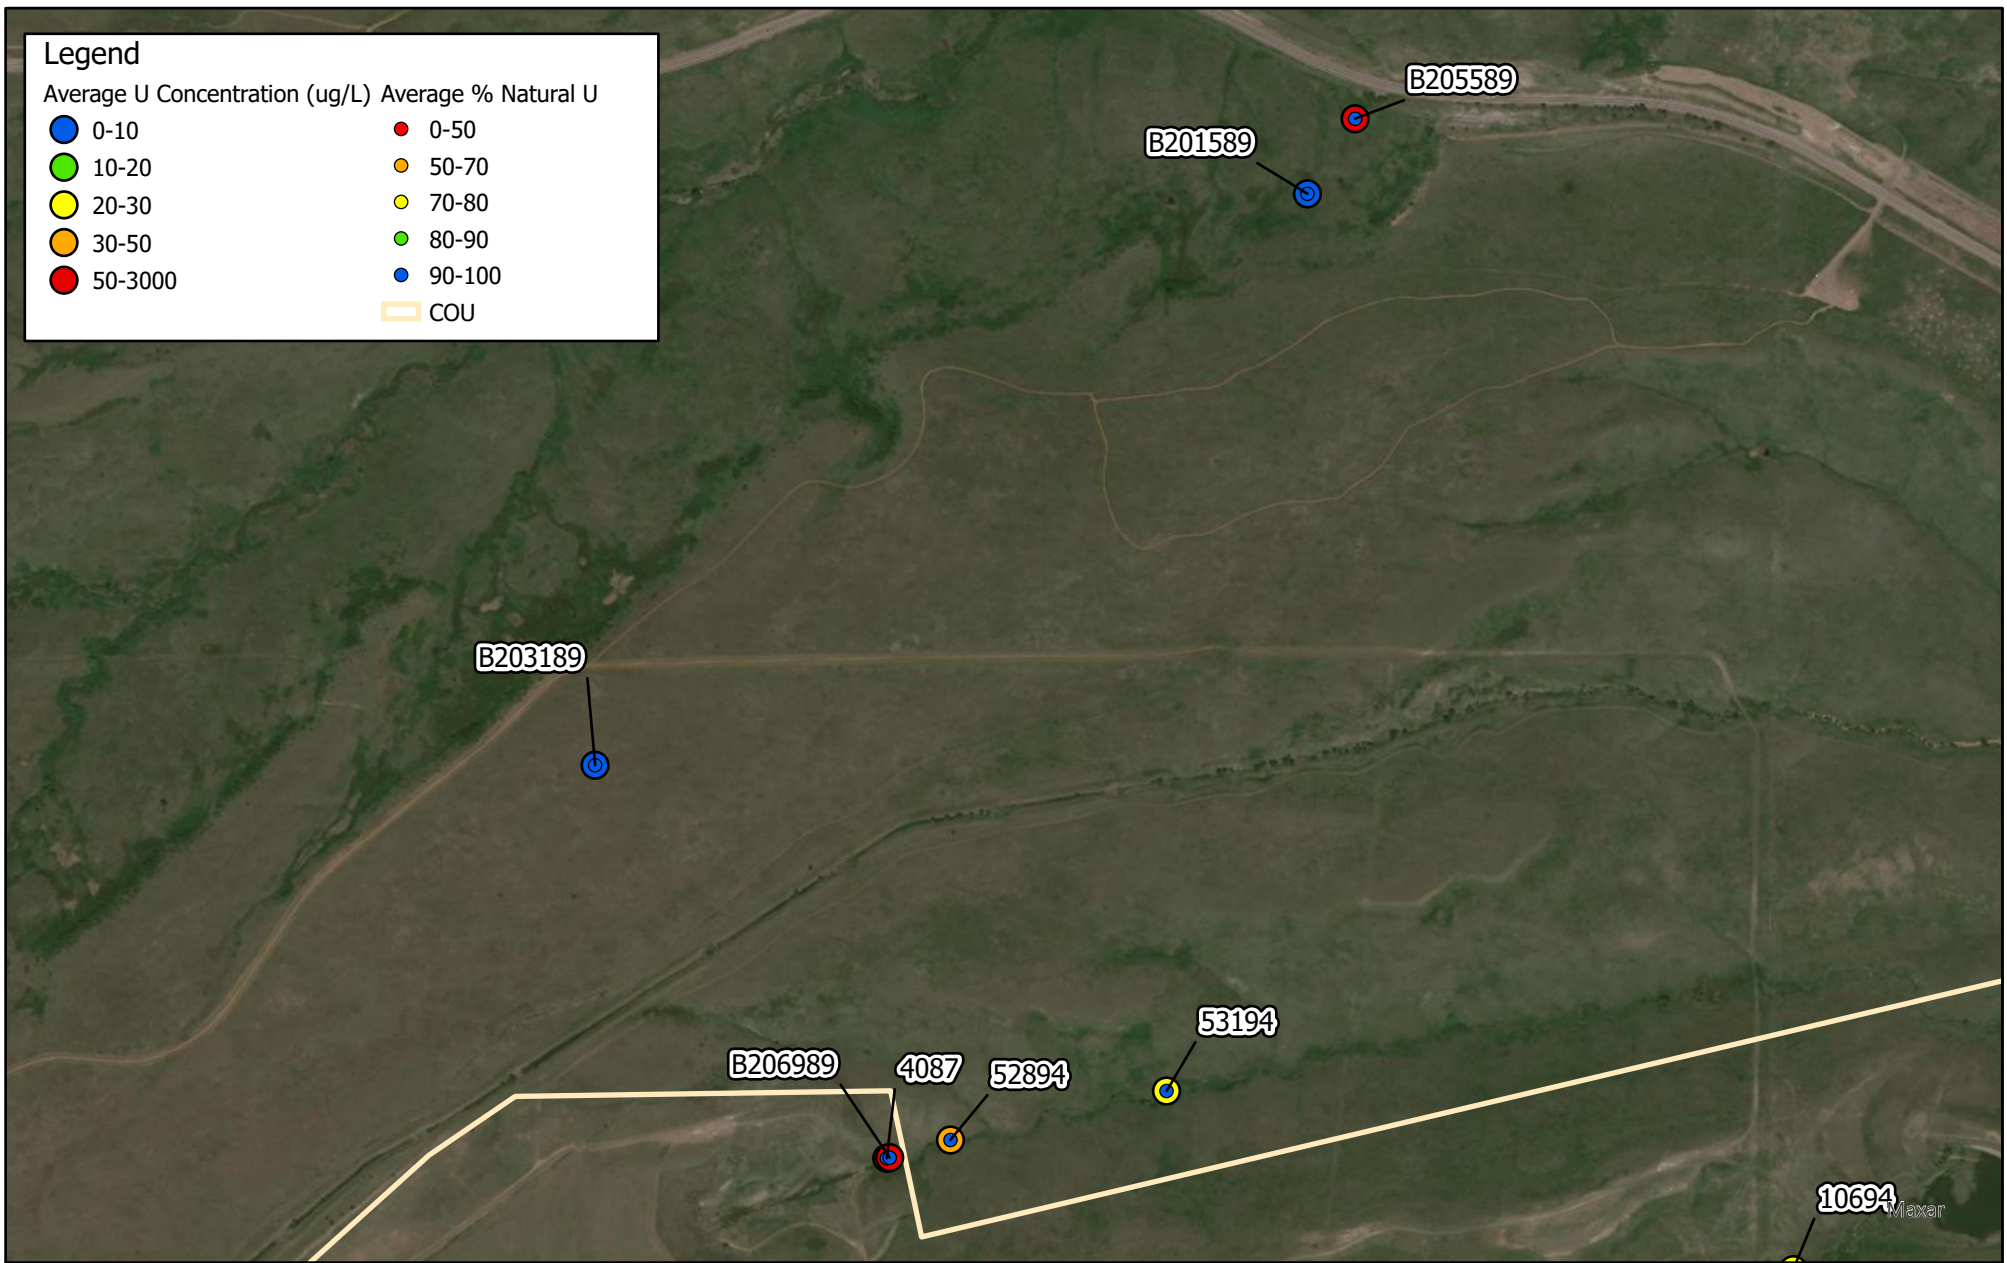 Legend
Average U Concentration (ug/L) Average % Natural U
0-10 0-50
10-20 50-70
20-30 70-80
30-50 80-90
50-3000 90-100
COU
B205589
B201589
B203189
53194
B206989 4087 52894
10694
Maxar